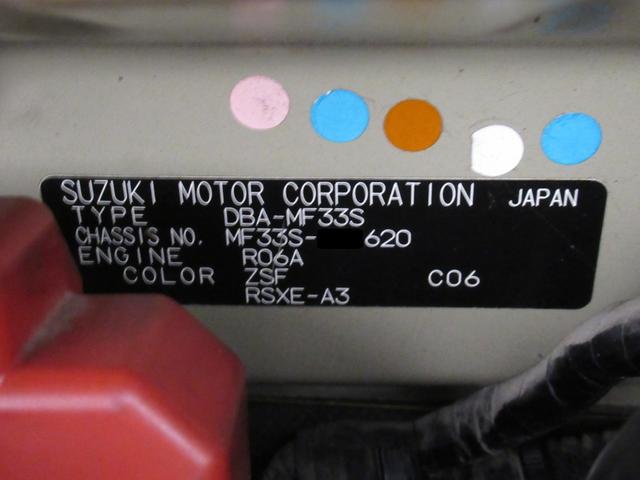 SUZUKI MOTOR CORPORATION JAPAN
TYPE DBA-MF33S
CHASSIS NO. MF33S- 620
ENGINE R06A
COLOR ZSF C06
RSXE-A3